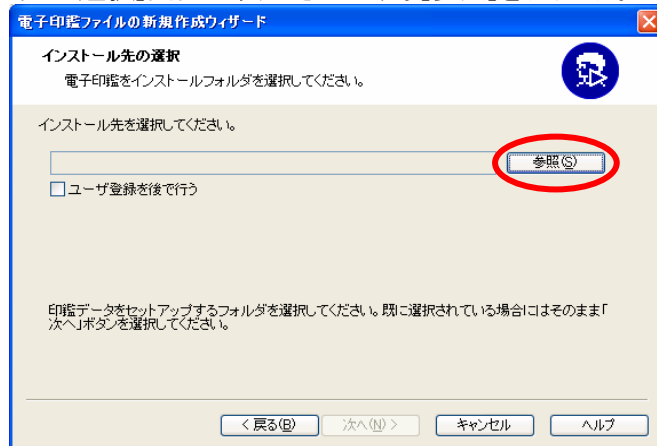 電子印鑑ファイルの新規作成ウィザード
インストール先の選択
電子印鑑をインストールフォルダを選択してください。
インストール先を選択してください。
参照(S)
ユーザ登録を後で行う
印鑑データをセットアップするフォルダを選択してください。既に選択されている場合にはそのまま「
次へ」ボタンを選択してください。
< 戻る(B)
次へ(N) >
キャンセル
ヘルプ